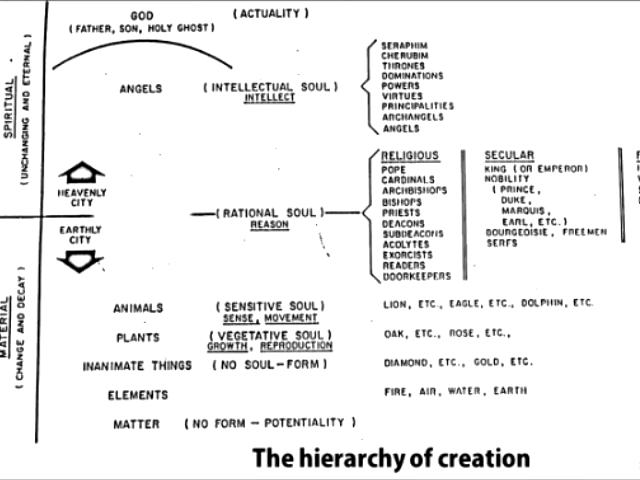 GOD (ACTUALITY)
(FATHER, SON, HOLY GHOST)
SPIRITUAL
(UNCHANGING AND ETERNAL)
ANGELS (INTELLECTUAL SOUL)
INTELLECT
SERAPHIM
CHERUBIM
THRONES
DOMINATIONS
POWERS
VIRTUES
PRINCIPALITIES
ARCHANGELS
ANGELS
HEAVENLY
CITY
EARTHLY
CITY
(RATIONAL SOUL)
REASON
RELIGIOUS
POPE
CARDINALS
ARCHBISHOPS
BISHOPS
PRIESTS
DEACONS
SUBDEACONS
ACOLYTES
EXORCISTS
READERS
DOORKEEPERS
SECULAR
KING (OR EMPEROR)
NOBILITY
(PRINCE,
DUKE,
MARQUIS,
EARL, ETC.)
BOURGEOISIE, FREEMEN
SERFS
MATERIAL
(CHANGE AND DECAY)
ANIMALS (SENSITIVE SOUL) LION, ETC., EAGLE, ETC., DOLPHIN, ETC.
SENSE, MOVEMENT
PLANTS (VEGETATIVE SOUL) OAK, ETC., ROSE, ETC.,
GROWTH, REPRODUCTION
INANIMATE THINGS (NO SOUL-FORM) DIAMOND, ETC., GOLD, ETC.
ELEMENTS FIRE, AIR, WATER, EARTH
MATTER (NO FORM - POTENTIALITY)
The hierarchy of creation